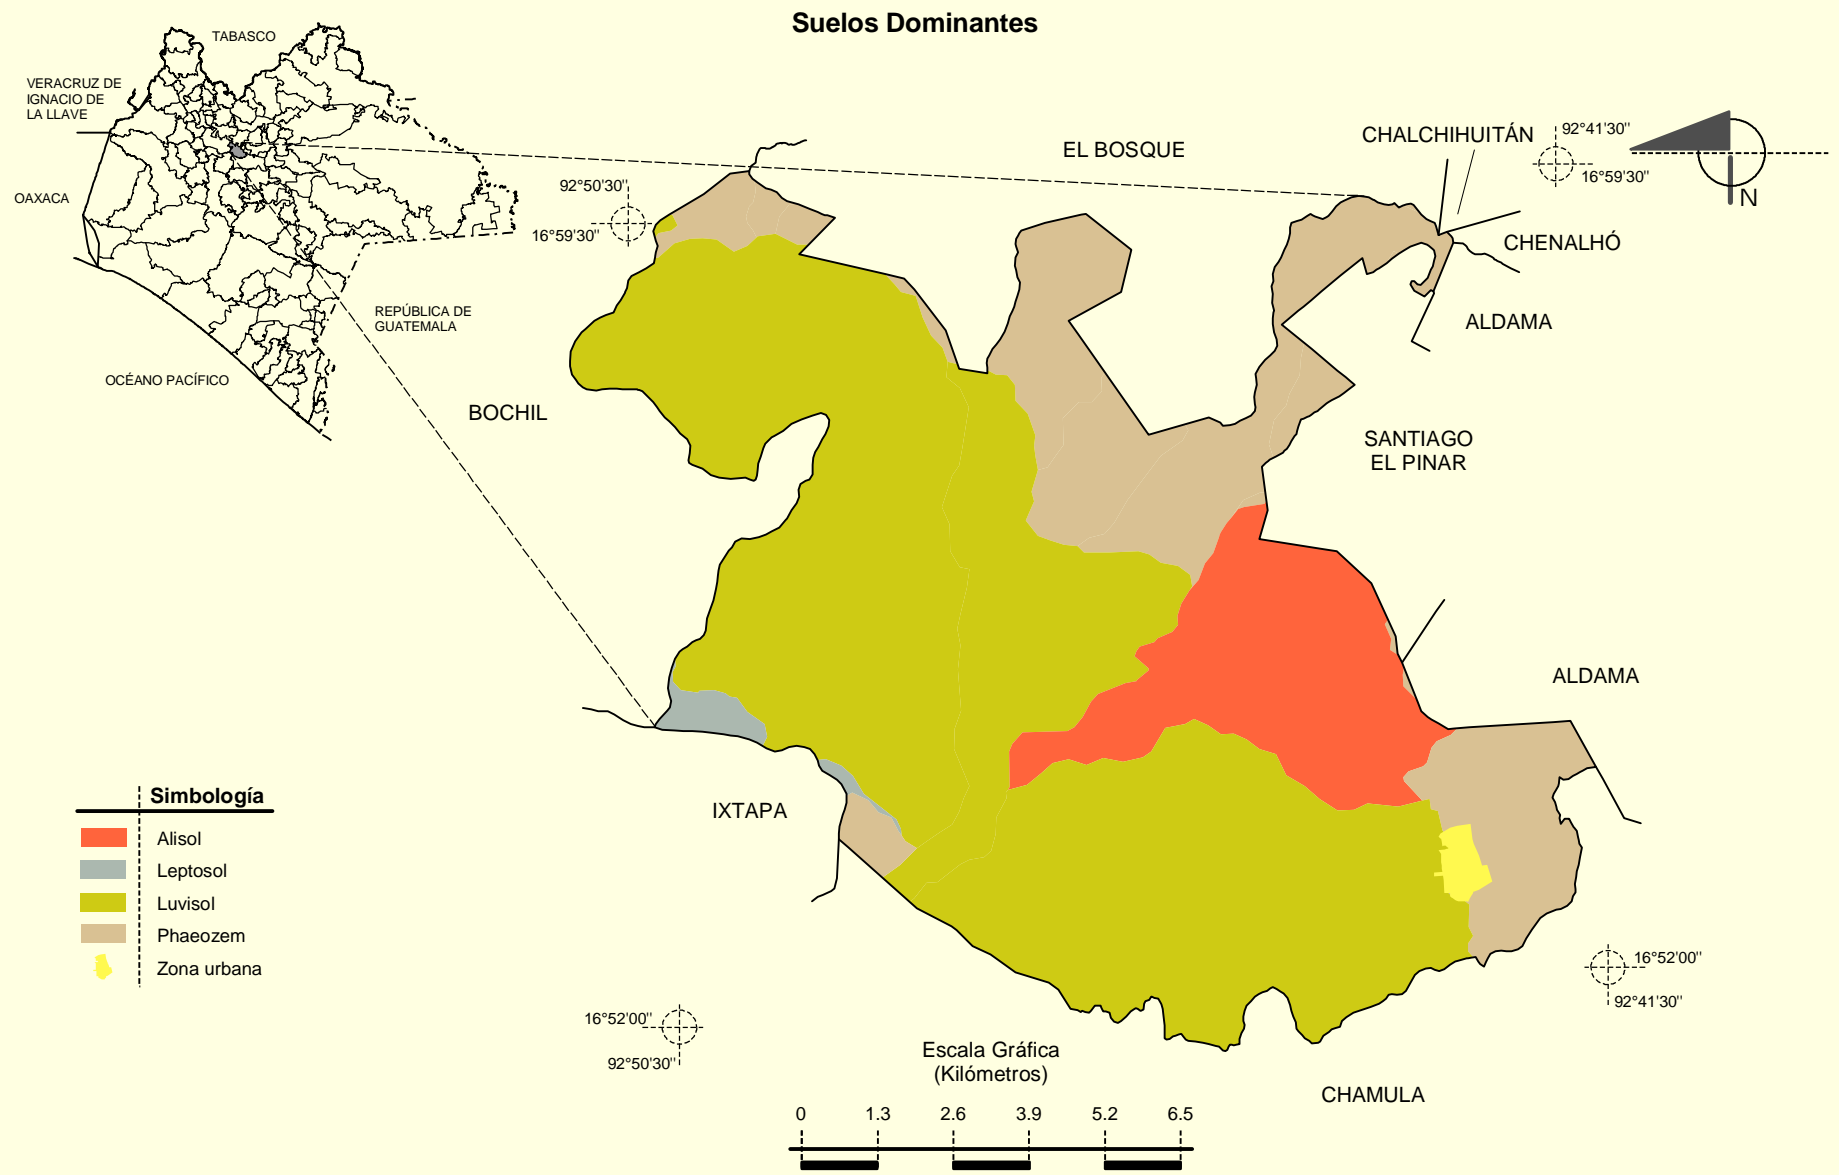 Suelos Dominantes
TABASCO
VERACRUZ DE
IGNACIO DE
LA LLAVE
OAXACA
REPÚBLICA DE
GUATEMALA
OCÉANO PACÍFICO
92°50'30"
16°59'30"
EL BOSQUE
CHALCHIHUITÁN
92°41'30"
16°59'30"
N
CHENALHÓ
ALDAMA
BOCHIL
SANTIAGO
EL PINAR
ALDAMA
IXTAPA
Simbología
Alisol
Leptosol
Luvisol
Phaeozem
Zona urbana
16°52'00"
92°41'30"
16°52'00"
92°50'30"
Escala Gráfica
(Kilómetros)
CHAMULA
0 1.3 2.6 3.9 5.2 6.5